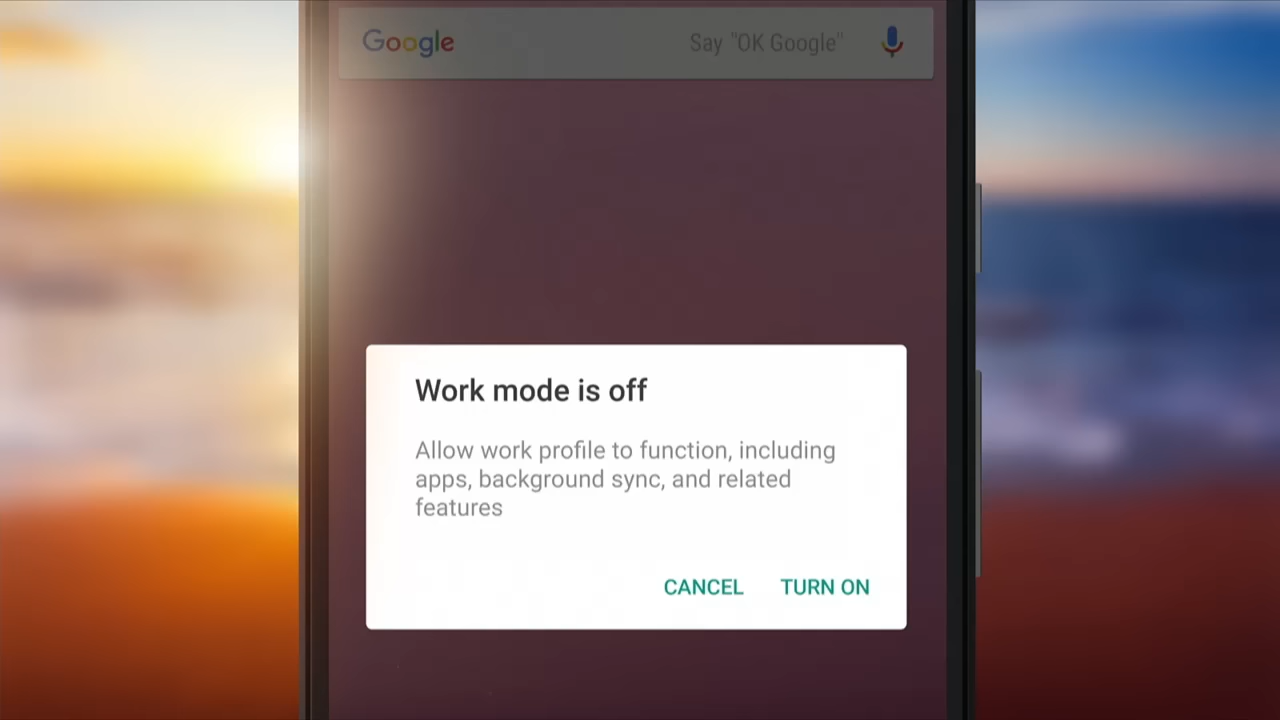 Google Say "OK Google"
Work mode is off
Allow work profile to function, including
apps, background sync, and related
features
CANCEL TURN ON